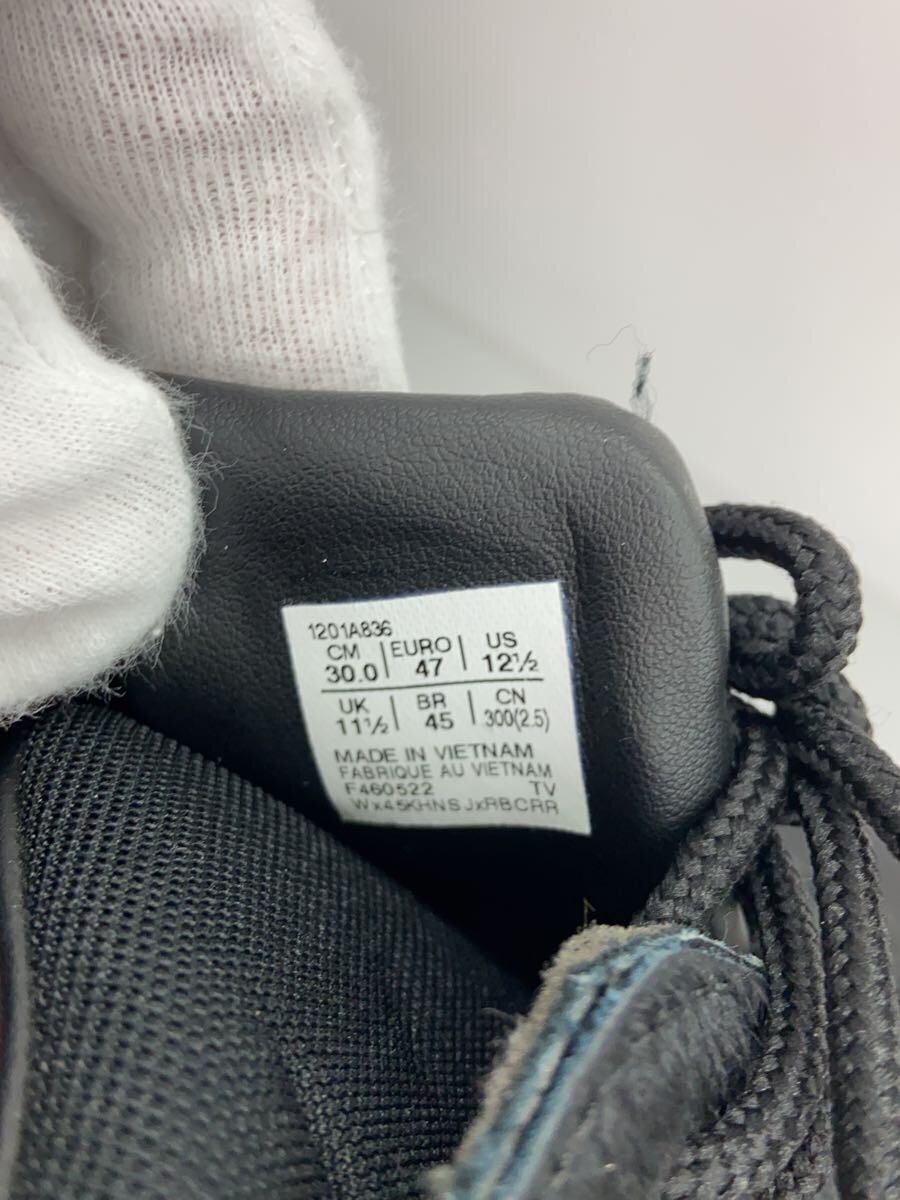 1201A836
CM EURO US
30.0 47 12½
UK BR CN
11½ 45 300(2.5)
MADE IN VIETNAM
FABRIQUE AU VIETNAM
F460522 TV
Wx45KHNSJxRBCRR